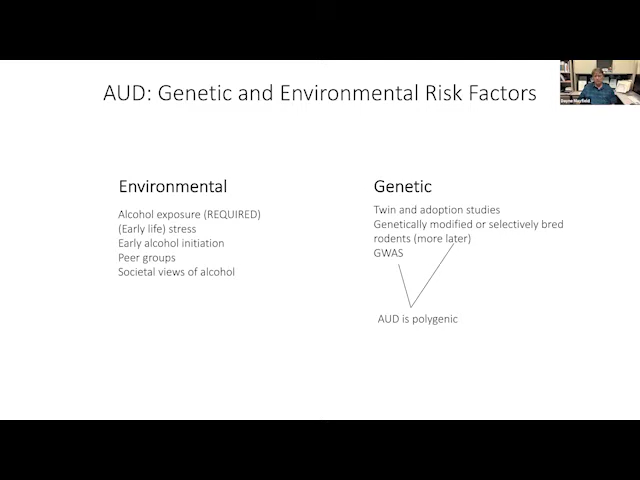 AUD: Genetic and Environmental Risk Factors
Environmental
Alcohol exposure (REQUIRED)
(Early life) stress
Early alcohol initiation
Peer groups
Societal views of alcohol
Genetic
Twin and adoption studies
Genetically modified or selectively bred
rodents (more later)
GWAS
AUD is polygenic
Dayne Mayfield